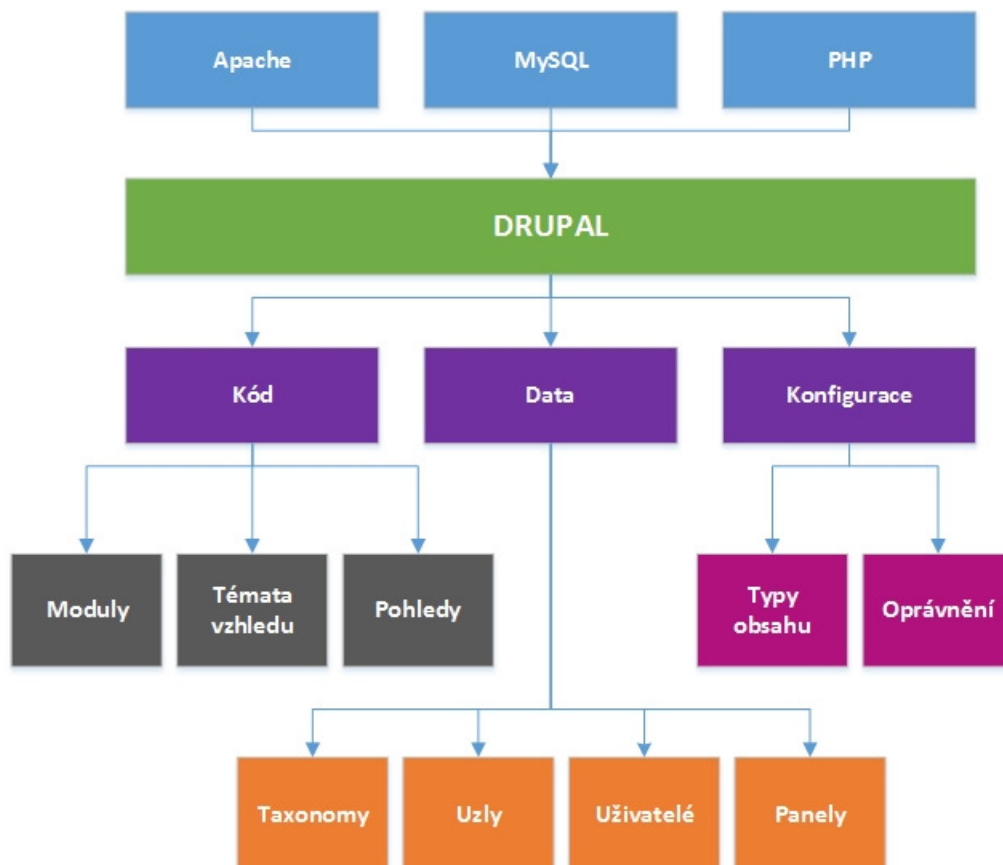 Apache
MySQL
PHP
DRUPAL
Kód
Data
Konfigurace
Moduly
Témata
vzhledu
Pohledy
Typy
obsahu
Oprávnění
Taxonomy
Uzly
Uživatelé
Panely